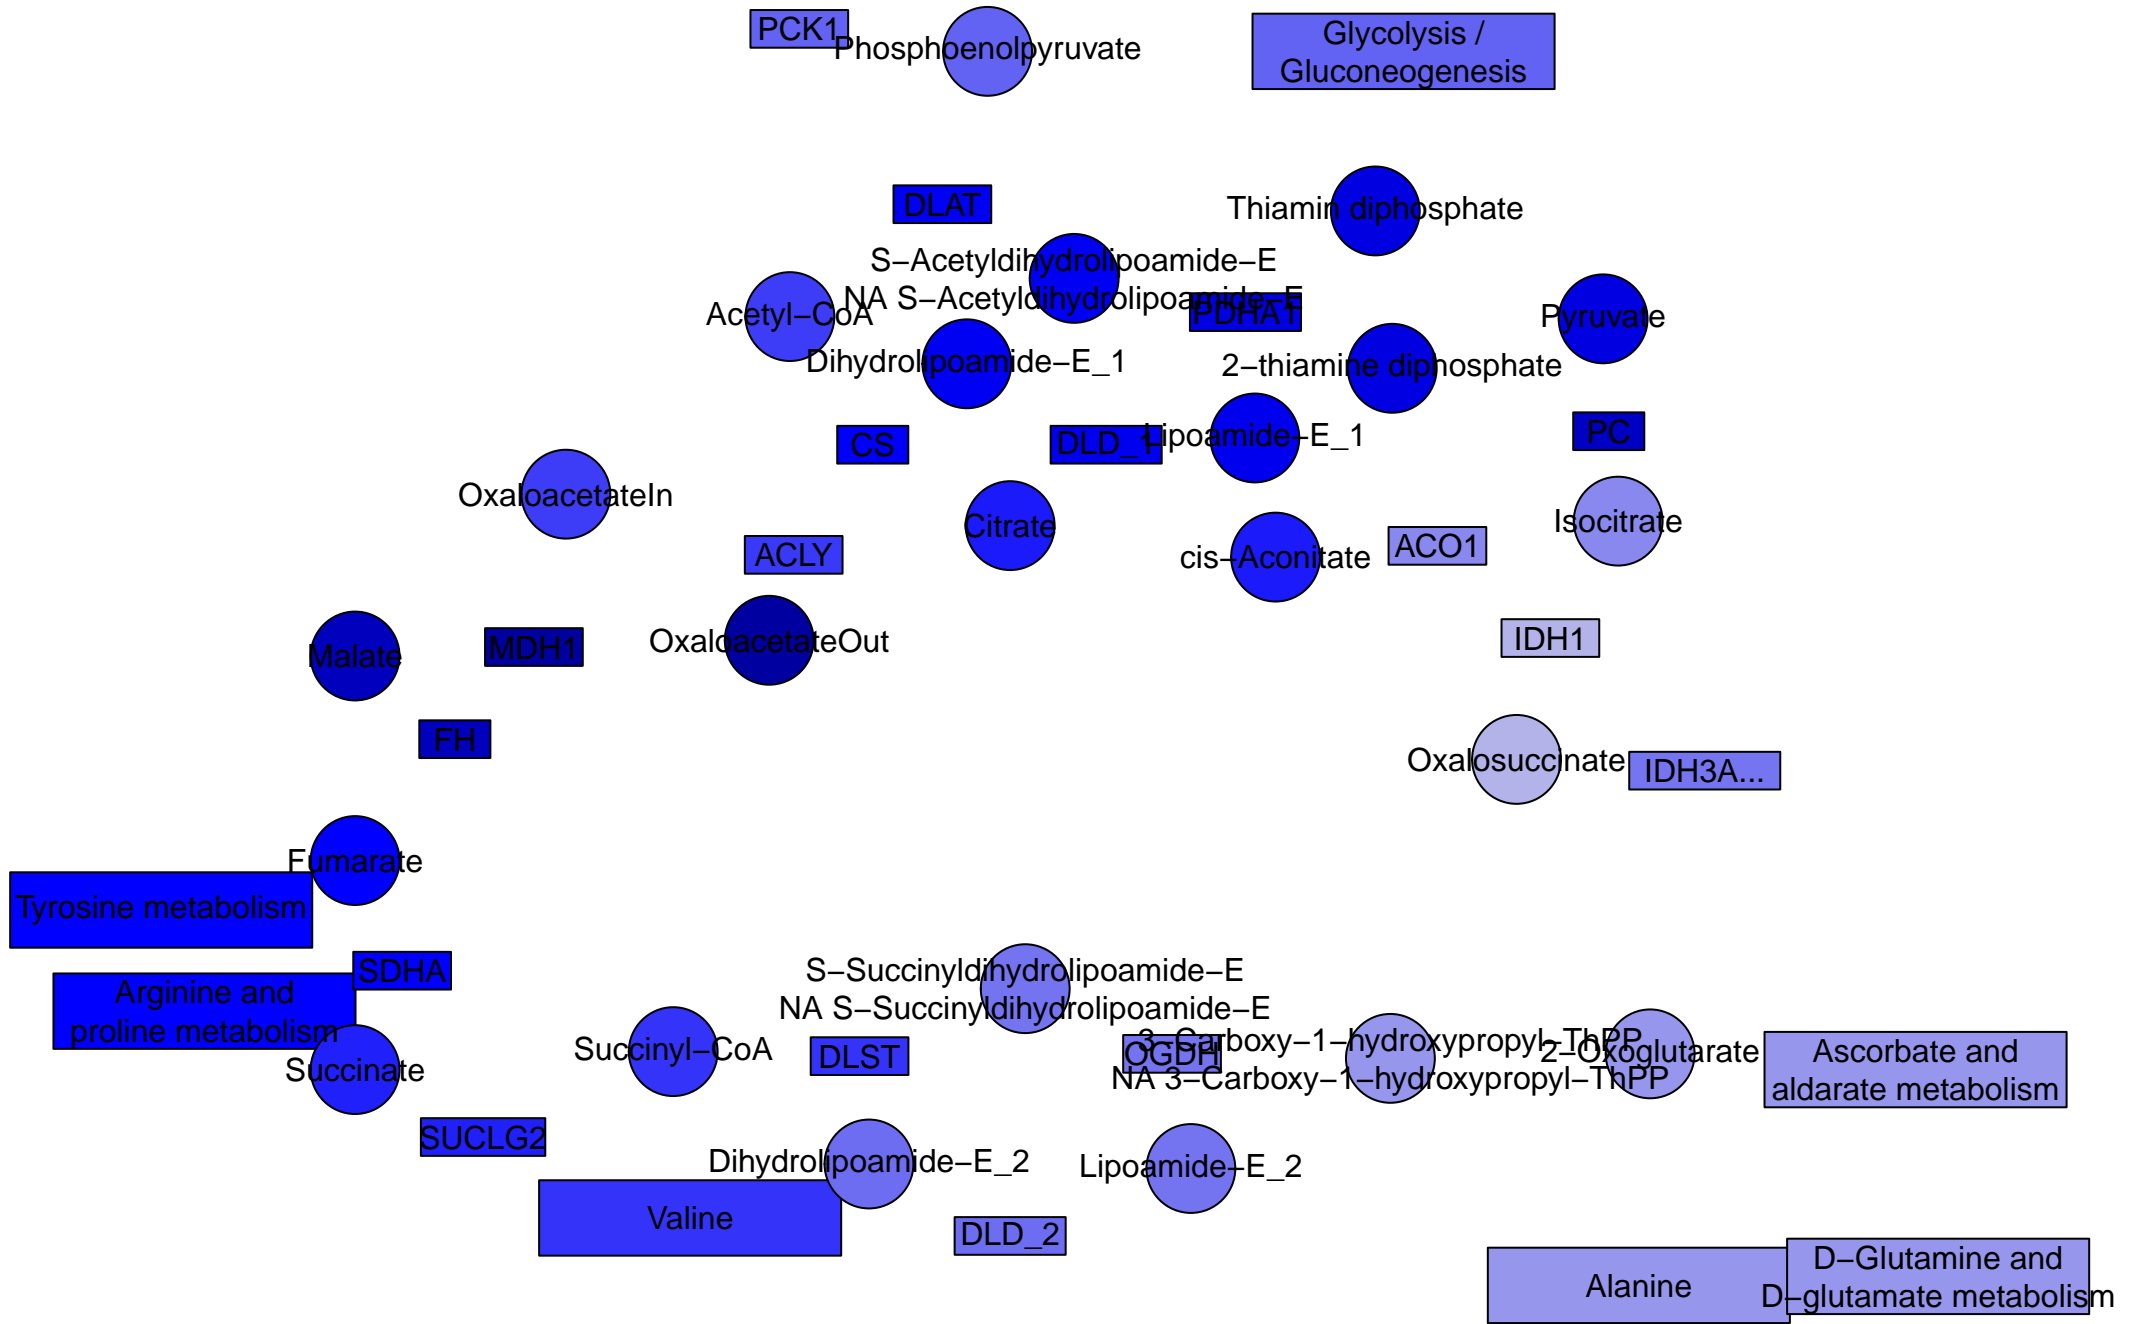 PCK1
Phosphoenolpyruvate
Glycolysis /
Gluconeogenesis
DLAT
Thiamin diphosphate
S−Acetyldihydrolipoamide−E
NA S−Acetyldihydrolipoamide−E
Acetyl−CoA
PDHA1
Pyruvate
Dihydrolipoamide−E_1
2−thiamine diphosphate
CS
DLD_1
Lipoamide−E_1
PC
OxaloacetateIn
Citrate
Isocitrate
ACLY
cis−Aconitate
ACO1
Malate
MDH1
OxaloacetateOut
IDH1
FH
Oxalosuccinate
IDH3A...
Fumarate
Tyrosine metabolism
SDHA
Arginine and
proline metabolism
Succinate
S−Succinyldihydrolipoamide−E
NA S−Succinyldihydrolipoamide−E
Succinyl−CoA
DLST
OGDH
3−Carboxy−1−hydroxypropyl−ThPP
NA 3−Carboxy−1−hydroxypropyl−ThPP
2−Oxoglutarate
Ascorbate and
aldarate metabolism
SUCLG2
Dihydrolipoamide−E_2
Lipoamide−E_2
Valine
DLD_2
Alanine
D−Glutamine and
D−glutamate metabolism